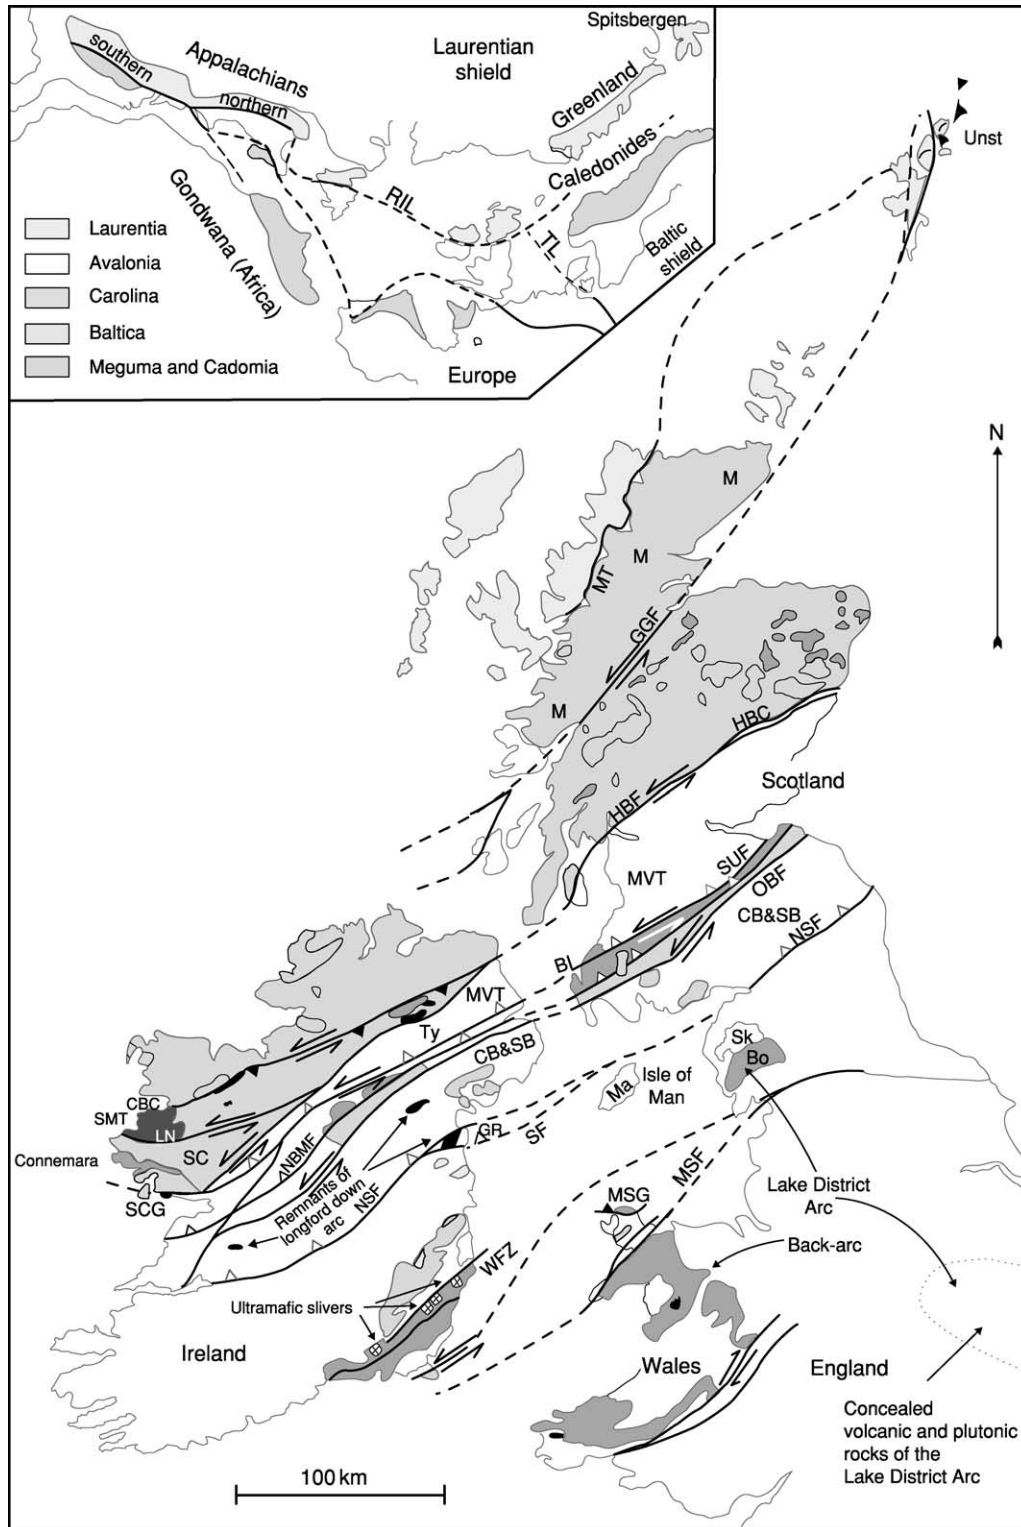 Spitsbergen
Laurentian
shield
southern
Appalachians
northern
Greenland
Caledonides
Gondwana (Africa)
RIL
TL
Baltic
shield
Laurentia
Avalonia
Carolina
Baltica
Meguma and Cadomia
Europe
Unst
N
M
M
MT
GGF
M
HBC
HBF
Scotland
MVT
SUF
OBF
CB&SB
NSF
BL
MVT
Ty
CB&SB
Sk
Bo
Ma
Isle of
Man
CBC
SMT
LN
SC
Connemara
SCG
NBMF
GR
SF
Remnants of
longford down
arc
NSF
MSF
MSG
Lake District
Arc
Back-arc
WFZ
Ultramafic slivers
Ireland
Wales
England
Concealed
volcanic and plutonic
rocks of the
Lake District Arc
100 km